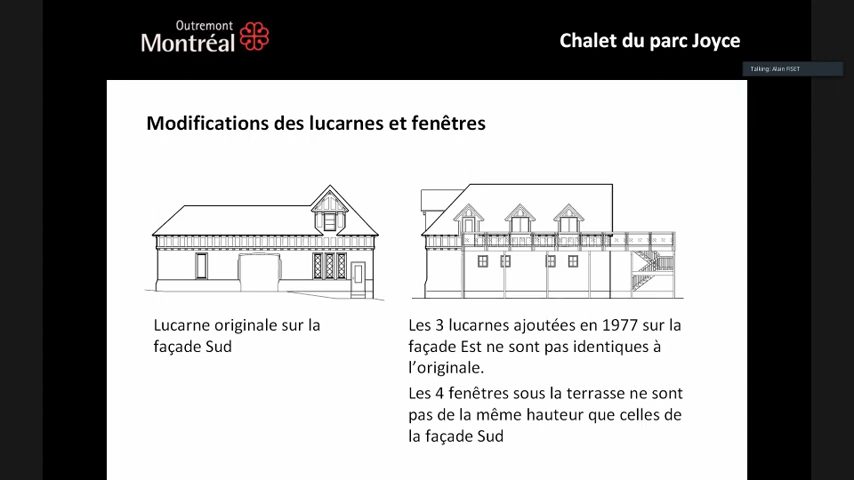 Outremont
Montréal
Chalet du parc Joyce
Talking: Alain FISET
Modifications des lucarnes et fenêtres
Lucarne originale sur la
façade Sud
Les 3 lucarnes ajoutées en 1977 sur la
façade Est ne sont pas identiques à
l'originale.
Les 4 fenêtres sous la terrasse ne sont
pas de la même hauteur que celles de
la façade Sud